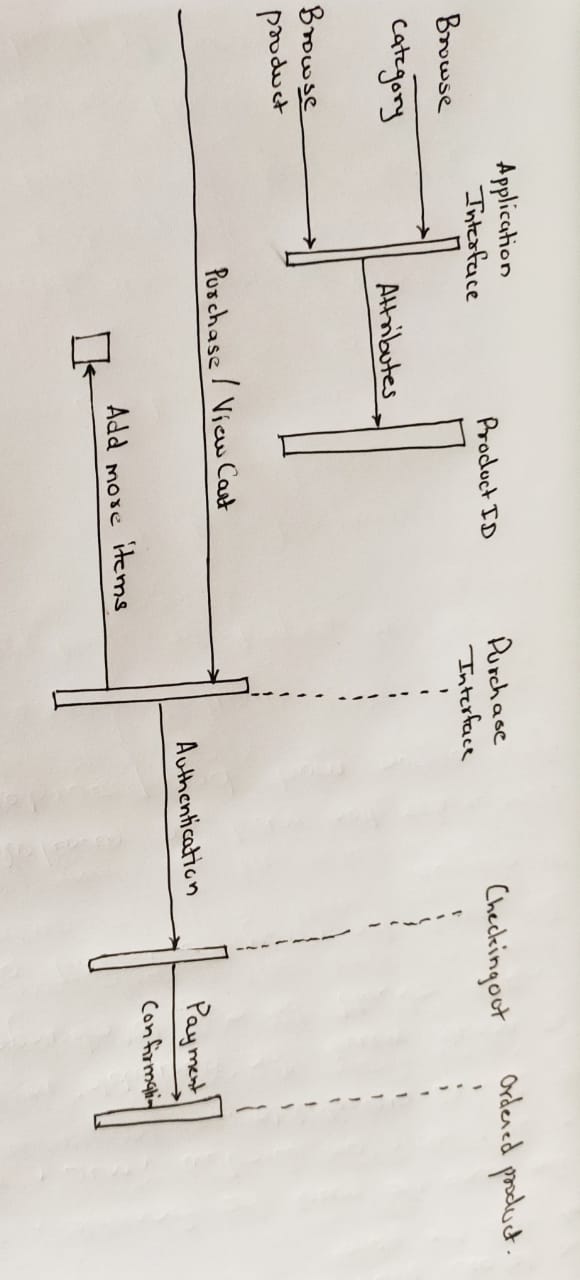 Application
Interface
Product ID
Purchase
Interface
Checkingout
Ordered product.
Browse
category
Attributes
Browse
product
Purchase / View Cart
Authentication
Payment
Confirmation
Add more items